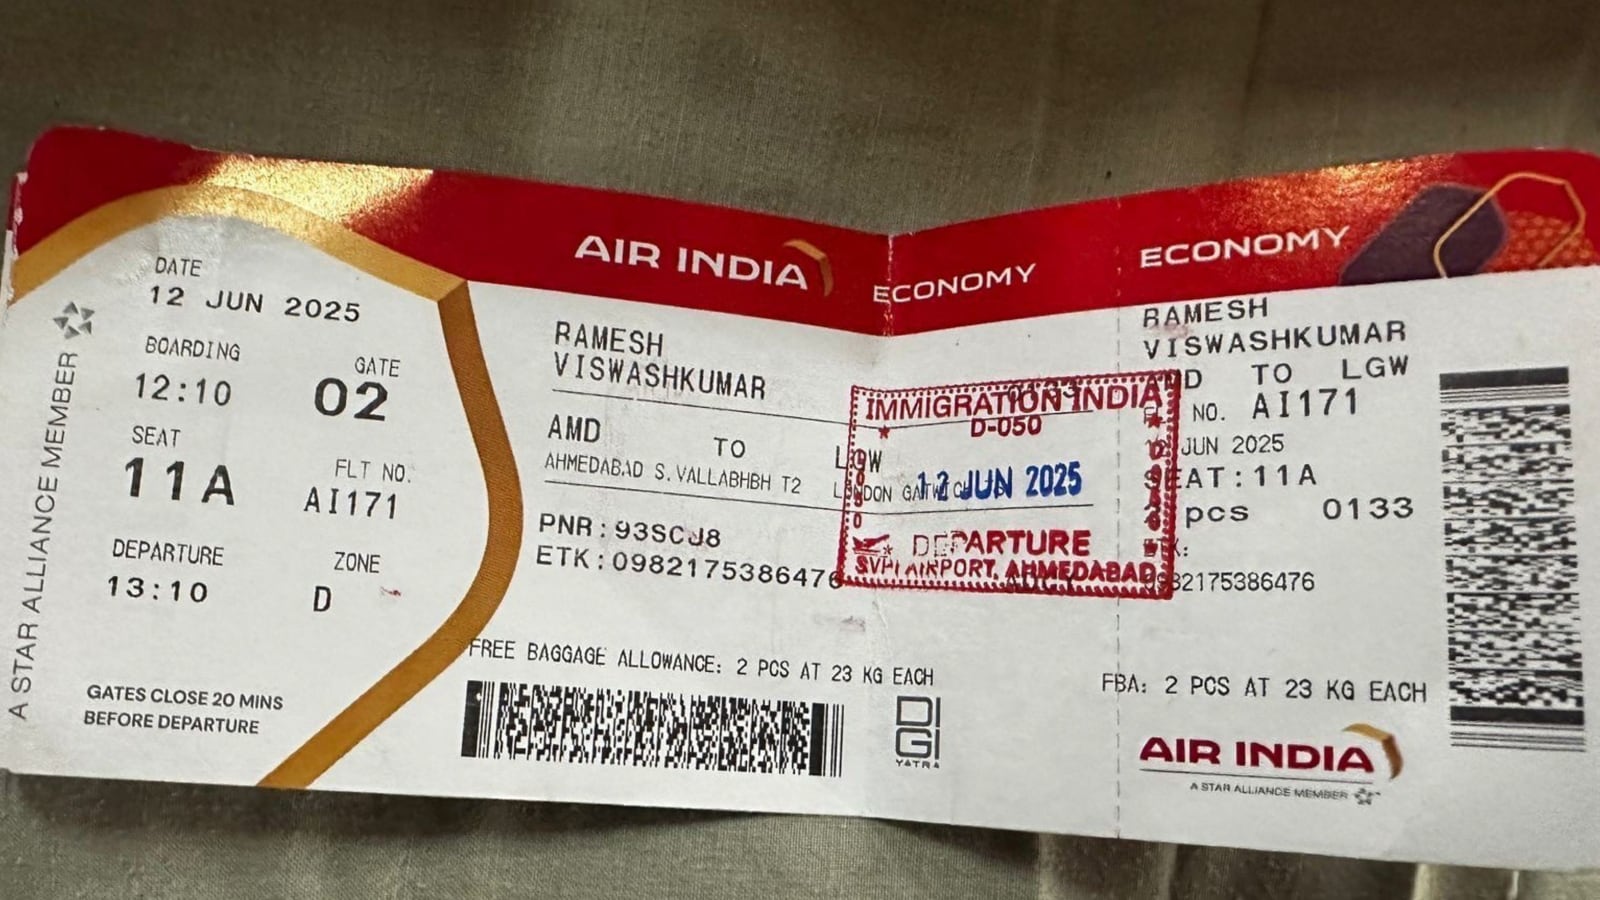 A STAR ALLIANCE MEMBER
DATE
12 JUN 2025
BOARDING
12:10
GATE
02
SEAT
11A
FLT NO.
AI171
DEPARTURE
13:10
ZONE
D
GATES CLOSE 20 MINS
BEFORE DEPARTURE
AIR INDIA
ECONOMY
RAMESH
VISWASHKUMAR
AMD TO LGW
AHMEDABAD S.VALLABHBH T2
PNR:93SCJ8
ETK:0982175386476
FREE BAGGAGE ALLOWANCE: 2 PCS AT 23 KG EACH
DIGI
YATRA
IMMIGRATION INDIA
D-050
12 JUN 2025
DEPARTURE
SVPI AIRPORT, AHMEDABAD
ECONOMY
RAMESH
VISWASHKUMAR
AMD TO LGW
NO. AI171
JUN 2025
SEAT:11A
pcs 0133
0982175386476
FBA: 2 PCS AT 23 KG EACH
AIR INDIA
A STAR ALLIANCE MEMBER